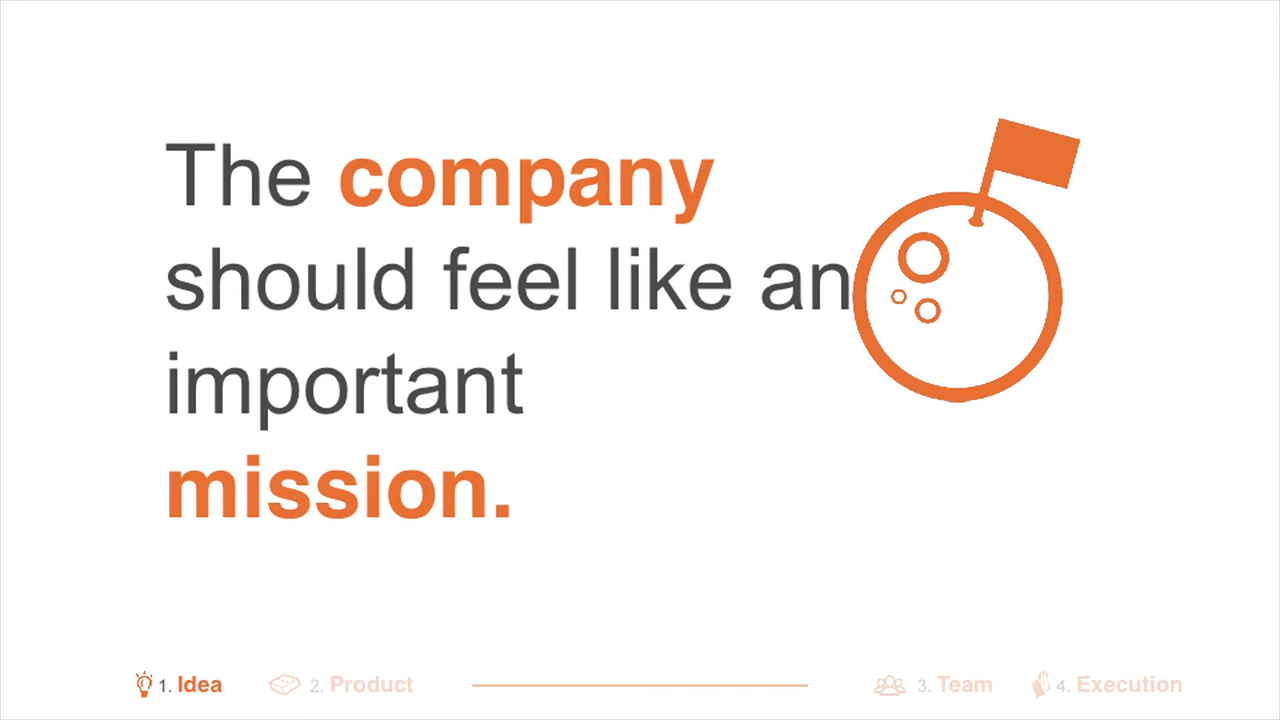 The company
should feel like an
important
mission.
1. Idea
2. Product
3. Team
4. Execution